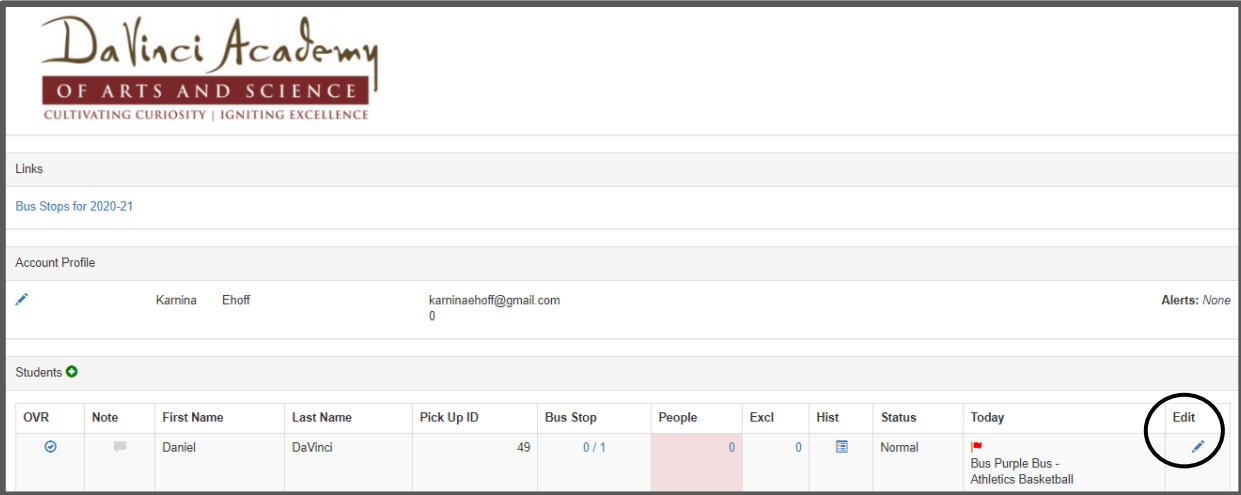 DaVinci Academy
OF ARTS AND SCIENCE
CULTIVATING CURIOSITY | IGNITING EXCELLENCE
Links
Bus Stops for 2020-21
Account Profile
Karnina Ehoff karninaehoff@gmail.com Alerts: None
0
Students
OVR Note First Name Last Name Pick Up ID Bus Stop People Excl Hist Status Today Edit
Daniel DaVinci 49 0 / 1 0 0 Normal
Bus Purple Bus -
Athletics Basketball